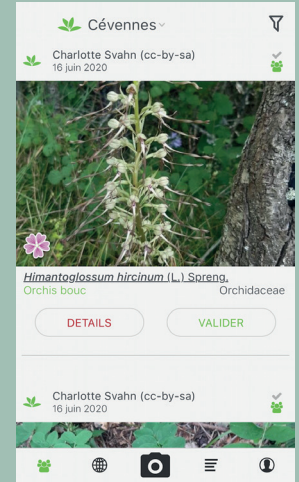 Cévennes
Charlotte Svahn (cc-by-sa)
16 juin 2020
Himantoglossum hircinum (L.) Spreng.
Orchis bouc Orchidaceae
DETAILS VALIDER
Charlotte Svahn (cc-by-sa)
16 juin 2020